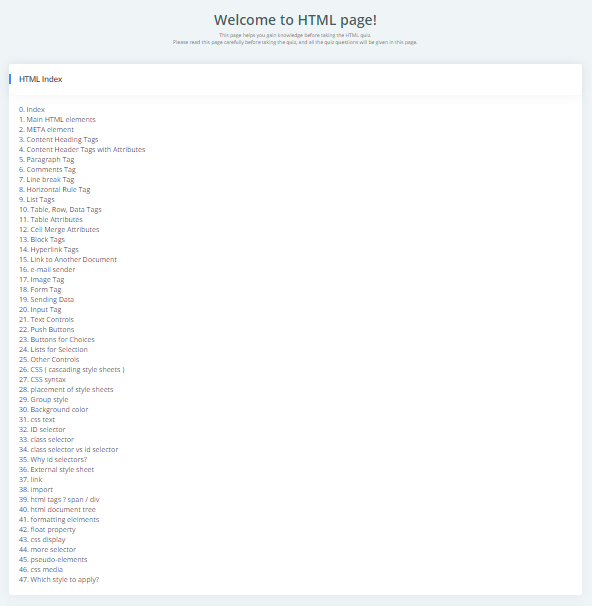 Welcome to HTML page!
This page helps you gain knowledge before taking the HTML quiz.
Please read this page carefully before taking the quiz, and all the quiz questions will be given in this page.
HTML Index
0. Index
1. Main HTML elements
2. META element
3. Content Heading Tags
4. Content Header Tags with Attributes
5. Paragraph Tag
6. Comments Tag
7. Line break Tag
8. Horizontal Rule Tag
9. List Tags
10. Table, Row, Data Tags
11. Table Attributes
12. Cell Merge Attributes
13. Block Tags
14. Hyperlink Tags
15. Link to Another Document
16. e-mail sender
17. Image Tag
18. Form Tag
19. Sending Data
20. Input Tag
21. Text Controls
22. Push Buttons
23. Buttons for Choices
24. Lists for Selection
25. Other Controls
26. CSS ( cascading style sheets )
27. CSS syntax
28. placement of style sheets
29. Group style
30. Background color
31. css text
32. ID selector
33. class selector
34. class selector vs id selector
35. Why id selectors?
36. External style sheet
37. link
38. import
39. html tags ? span / div
40. html document tree
41. formatting elelments
42. float property
43. css display
44. more selector
45. pseudo-elements
46. css media
47. Which style to apply?